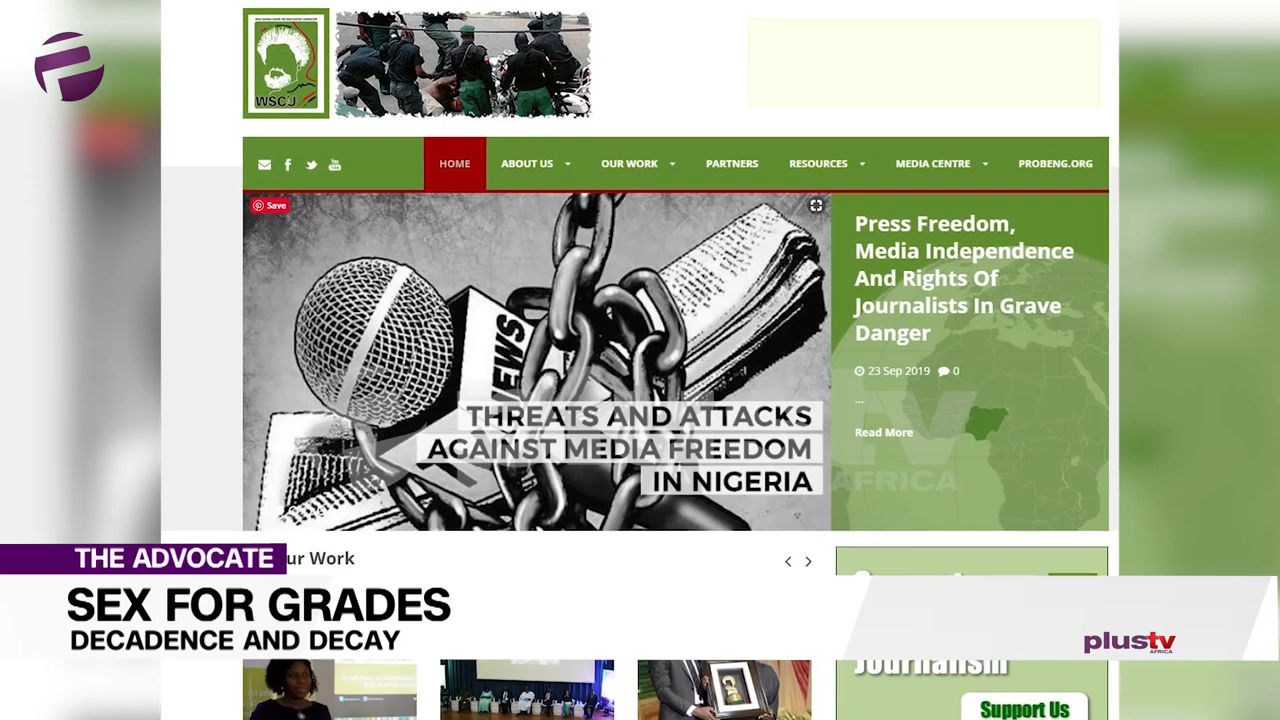 WSCIJ
HOME
ABOUT US
OUR WORK
PARTNERS
RESOURCES
MEDIA CENTRE
PROBENG.ORG
Save
NEWS
THREATS AND ATTACKS
AGAINST MEDIA FREEDOM
IN NIGERIA
Press Freedom,
Media Independence
And Rights Of
Journalists In Grave
Danger
23 Sep 2019 0
...
Read More
tv
AFRICA
THE ADVOCATE
ur Work
SEX FOR GRADES
DECADENCE AND DECAY
plustv
AFRICA
Journalism
Support Us